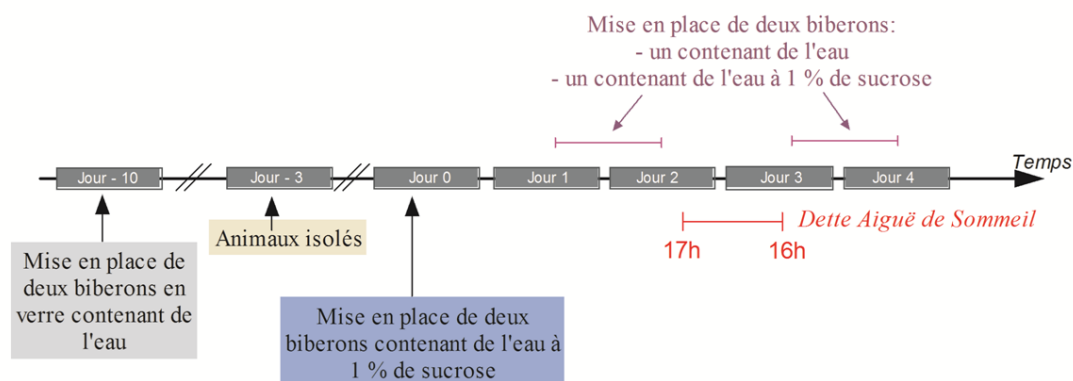 Mise en place de deux biberons:
- un contenant de l'eau
- un contenant de l'eau à 1 % de sucrose
Temps
Jour - 10
Jour - 3
Jour 0
Jour 1
Jour 2
Jour 3
Jour 4
Animaux isolés
Dette Aiguë de Sommeil
17h
16h
Mise en place de
deux biberons en
verre contenant de
l'eau
Mise en place de deux
biberons contenant de l'eau à
1 % de sucrose